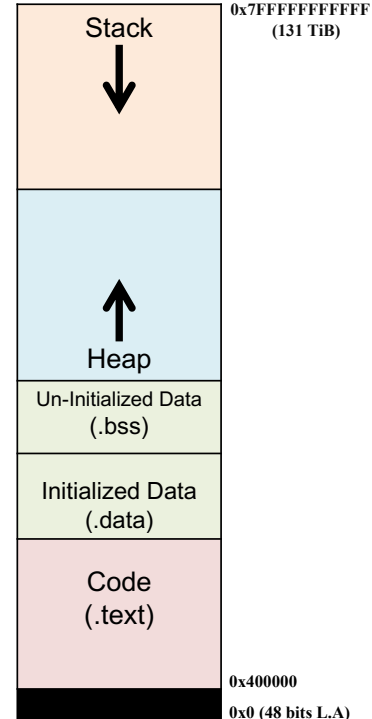 Stack
0x7FFFFFFFFFFF
(131 TiB)
Heap
Un-Initialized Data
(.bss)
Initialized Data
(.data)
Code
(.text)
0x400000
0x0 (48 bits L.A)